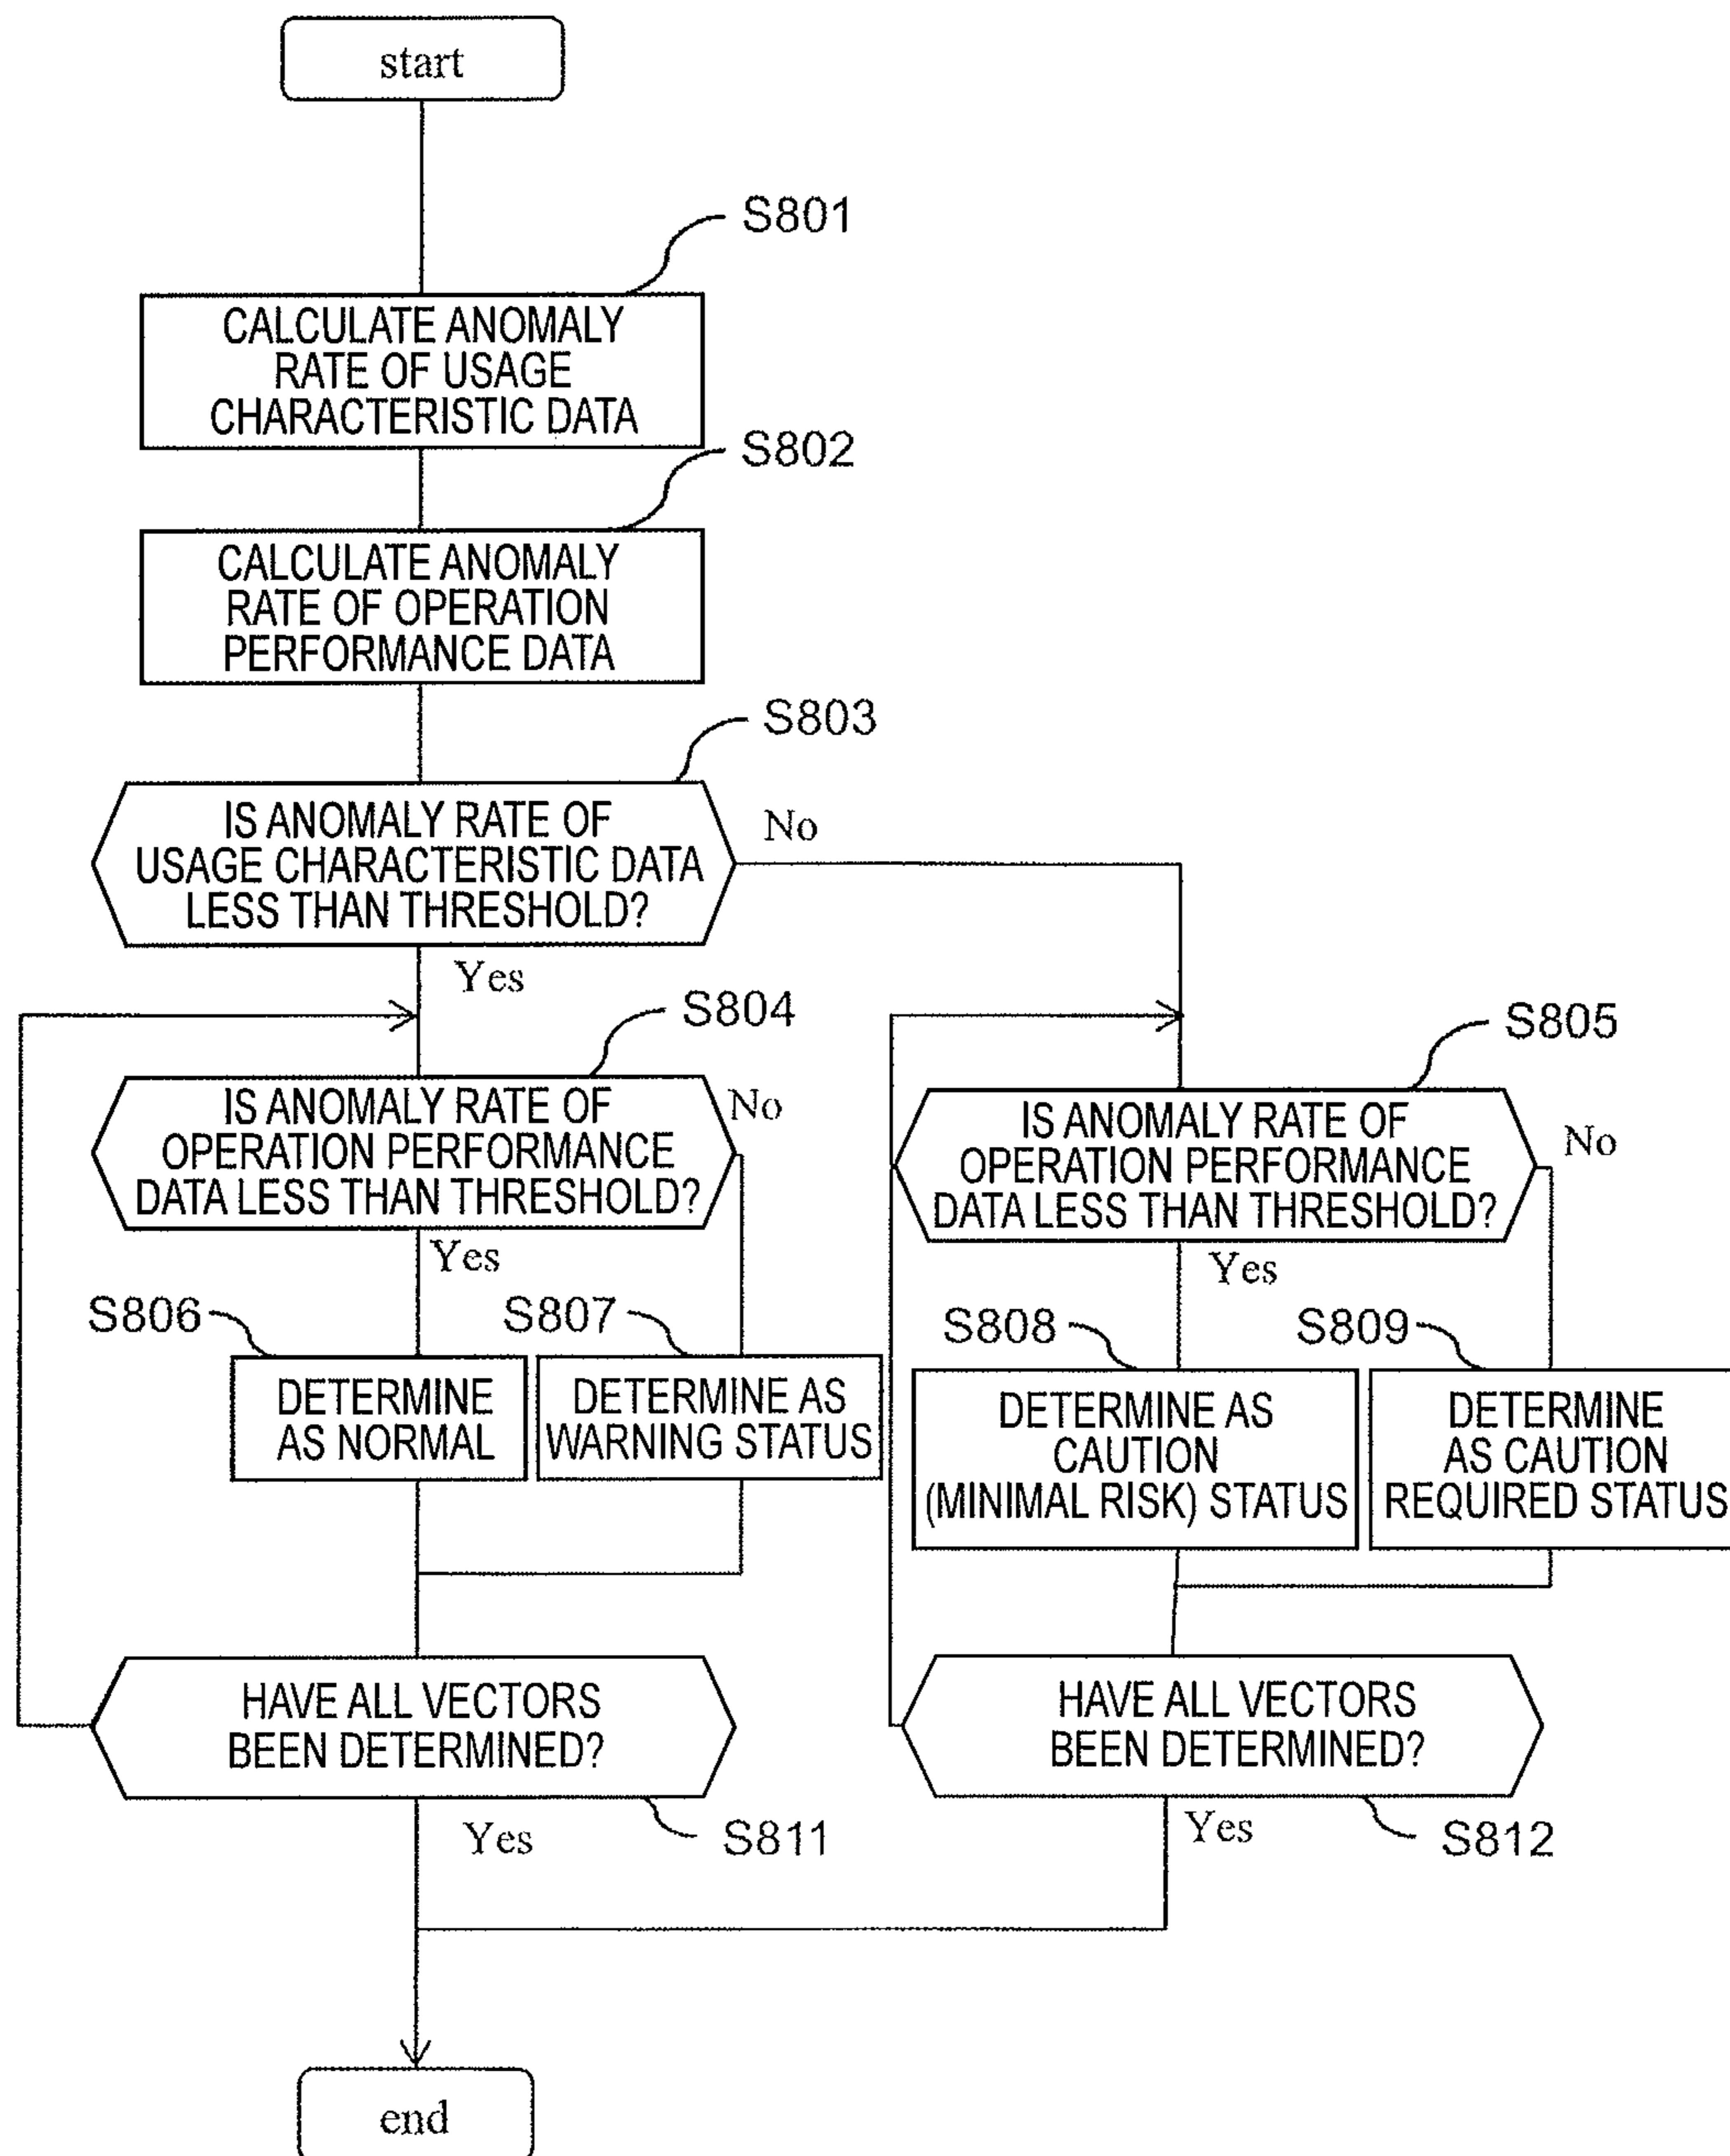 start
S801
CALCULATE ANOMALY
RATE OF USAGE
CHARACTERISTIC DATA
S802
CALCULATE ANOMALY
RATE OF OPERATION
PERFORMANCE DATA
S803
IS ANOMALY RATE OF
USAGE CHARACTERISTIC DATA
LESS THAN THRESHOLD?
No
Yes
S804
IS ANOMALY RATE OF
OPERATION PERFORMANCE
DATA LESS THAN THRESHOLD?
No
Yes
S805
IS ANOMALY RATE OF
OPERATION PERFORMANCE
DATA LESS THAN THRESHOLD?
No
Yes
S806
DETERMINE
AS NORMAL
S807
DETERMINE AS
WARNING STATUS
S808
DETERMINE AS
CAUTION
(MINIMAL RISK) STATUS
S809
DETERMINE
AS CAUTION
REQUIRED STATUS
HAVE ALL VECTORS
BEEN DETERMINED?
Yes
S811
HAVE ALL VECTORS
BEEN DETERMINED?
Yes
S812
end